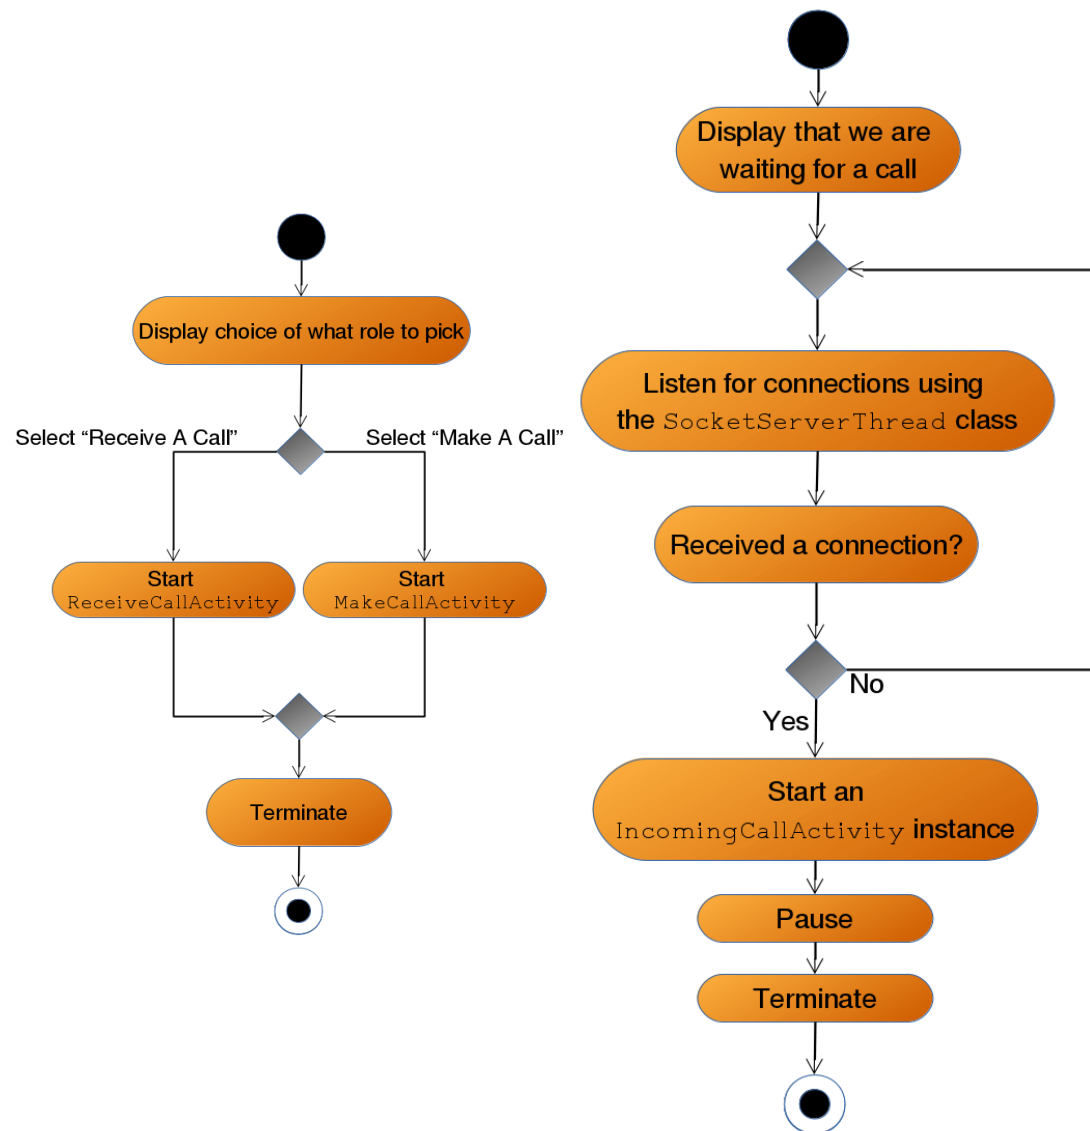 Display choice of what role to pick
Select “Receive A Call”
Select “Make A Call”
Start
ReceiveCallActivity
Start
MakeCallActivity
Terminate
Display that we are
waiting for a call
Listen for connections using
the SocketServerThread class
Received a connection?
No
Yes
Start an
IncomingCallActivity instance
Pause
Terminate